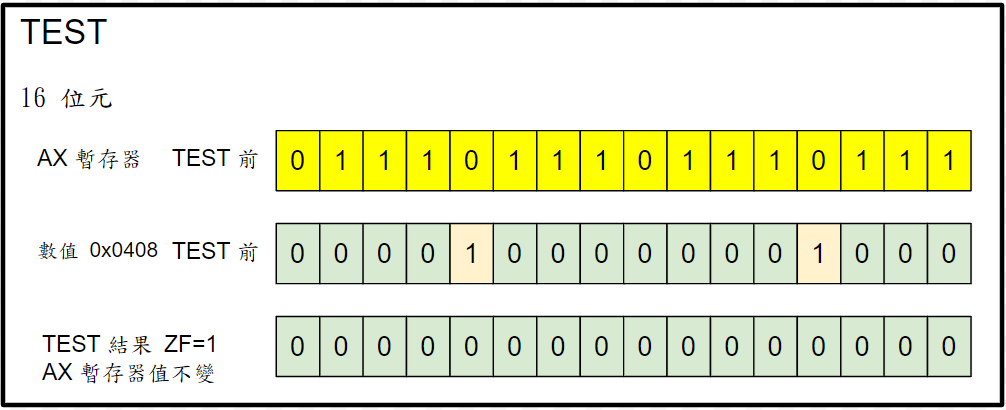 TEST
16 位元
AX 暫存器 TEST 前 0 1 1 1 0 1 1 1 0 1 1 1 0 1 1 1
數值 0x0408 TEST 前 0 0 0 0 1 0 0 0 0 0 0 0 1 0 0 0
TEST 結果 ZF=1 0 0 0 0 0 0 0 0 0 0 0 0 0 0 0 0
AX 暫存器值不變